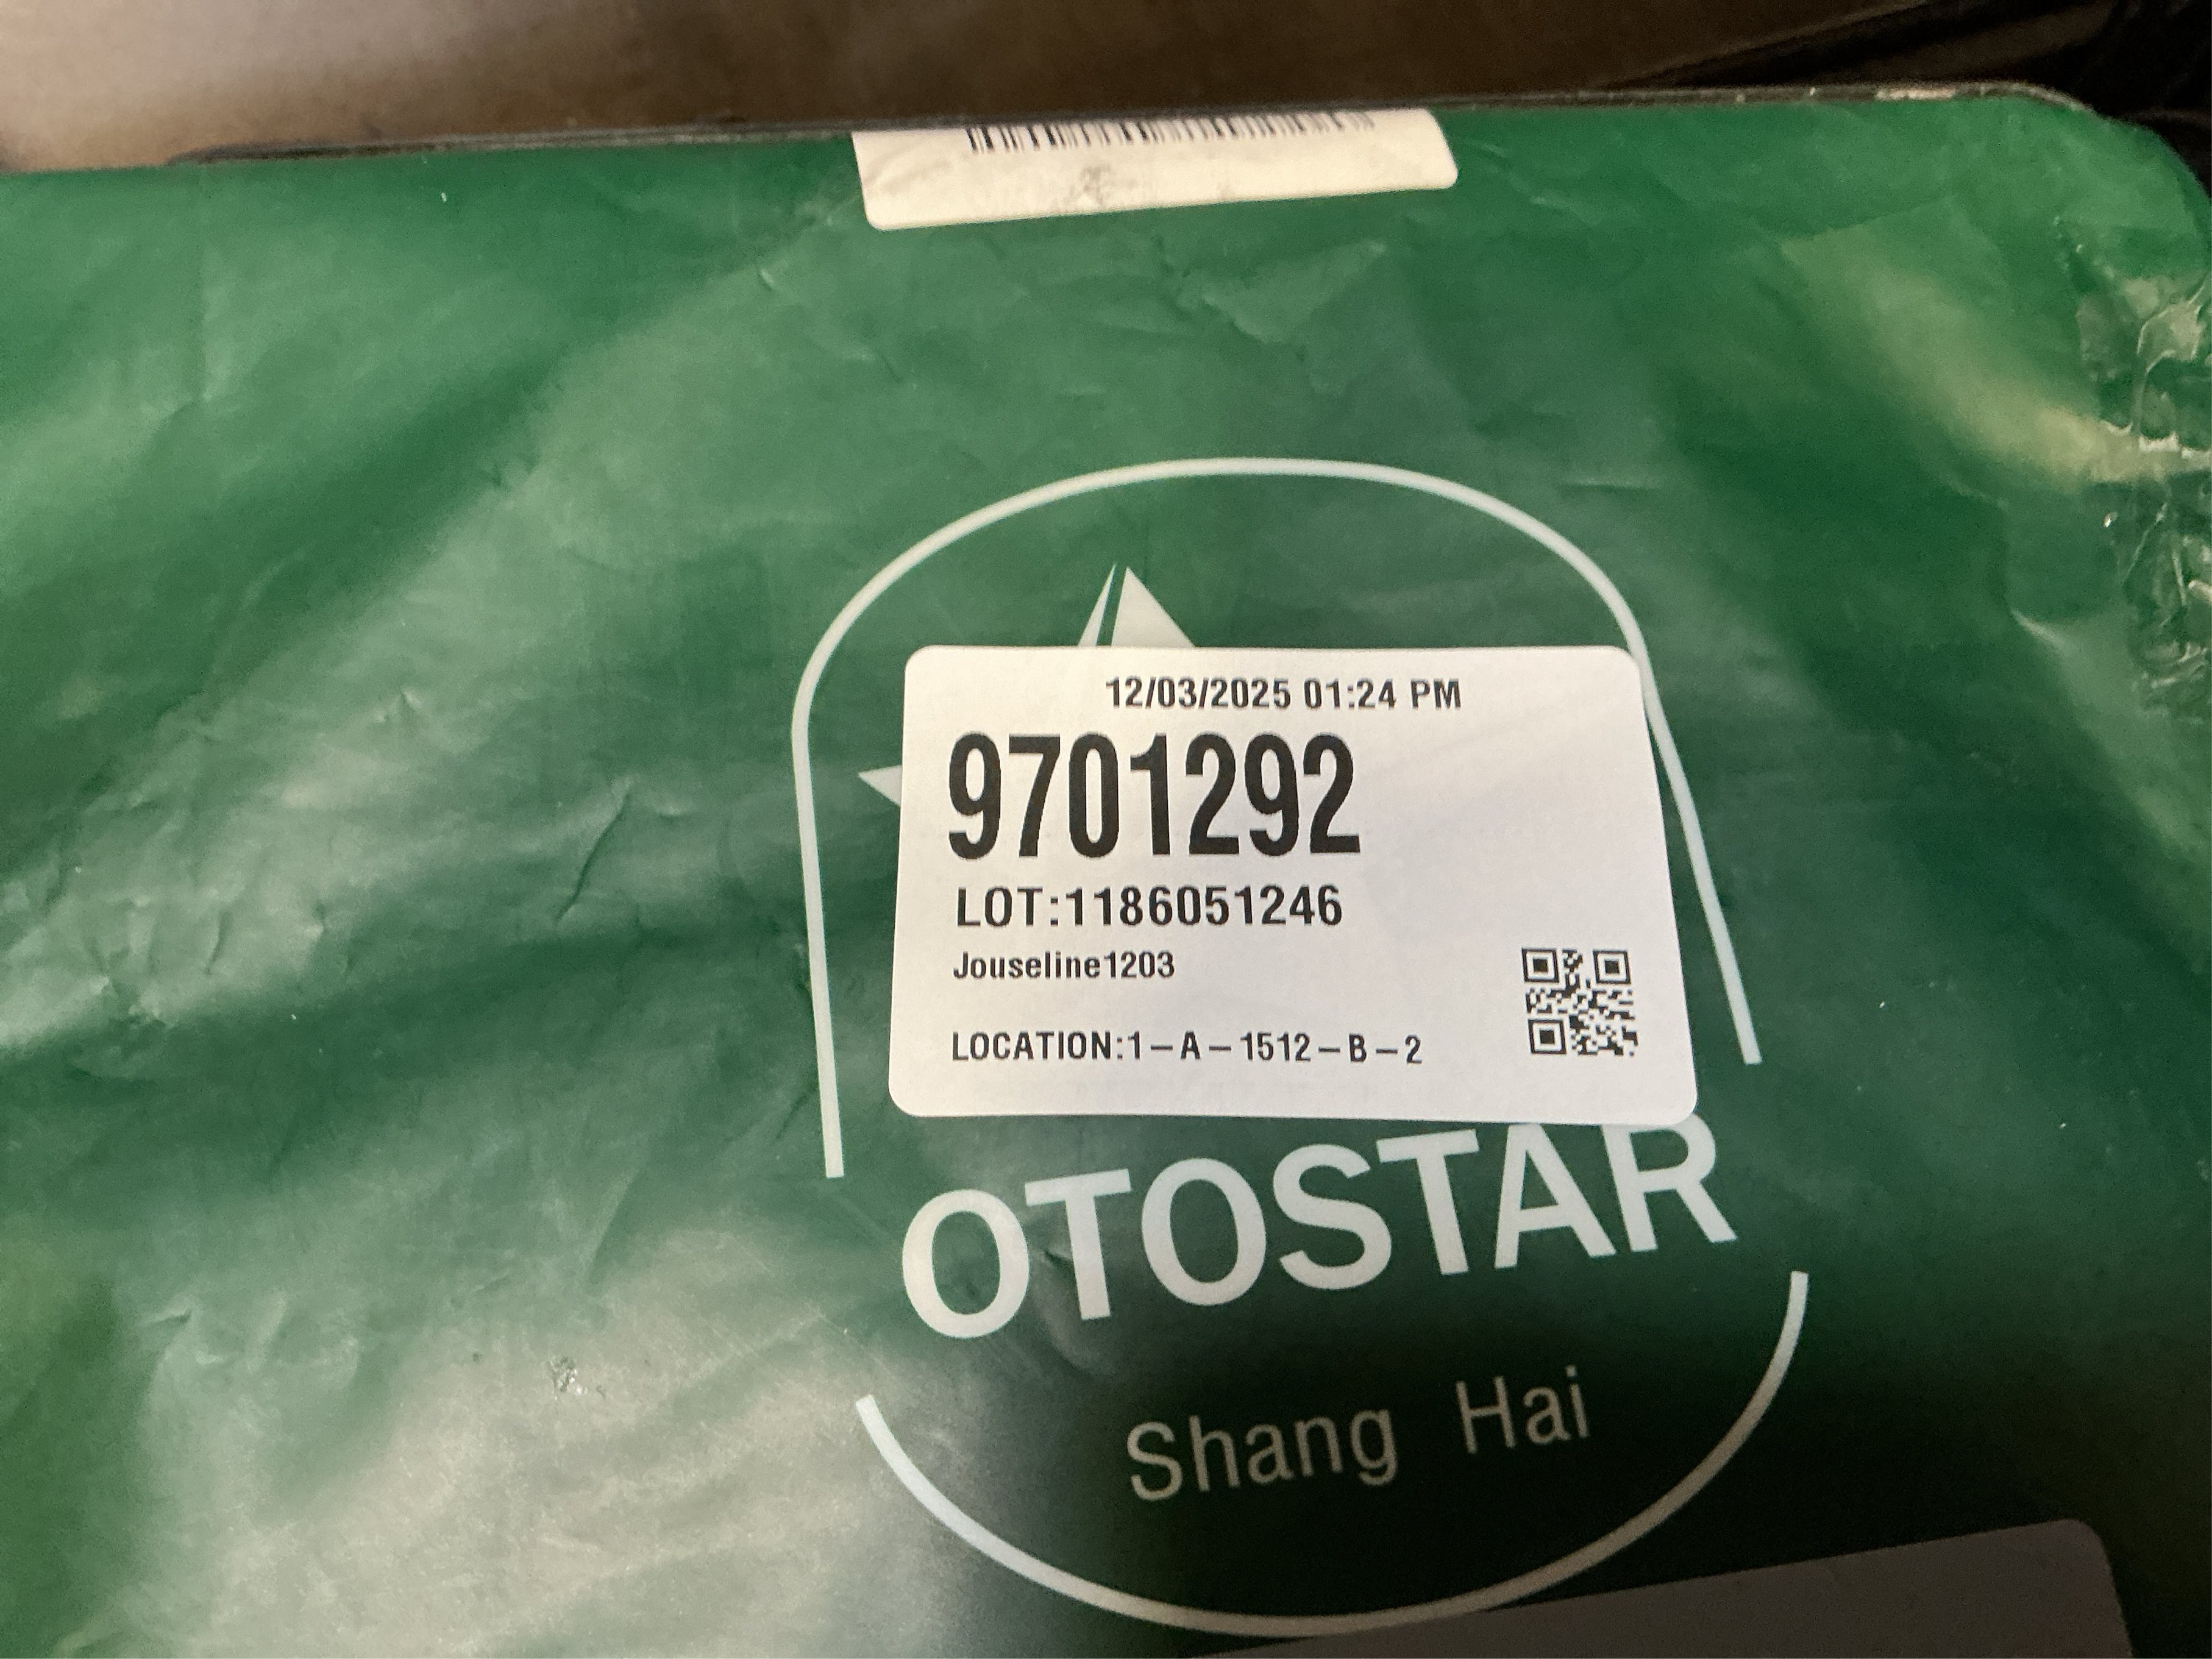 12/03/2025 01:24 PM
9701292
LOT:1186051246
Jouseline1203
LOCATION:1-A-1512-B-2
OTOSTAR
Shang Hai